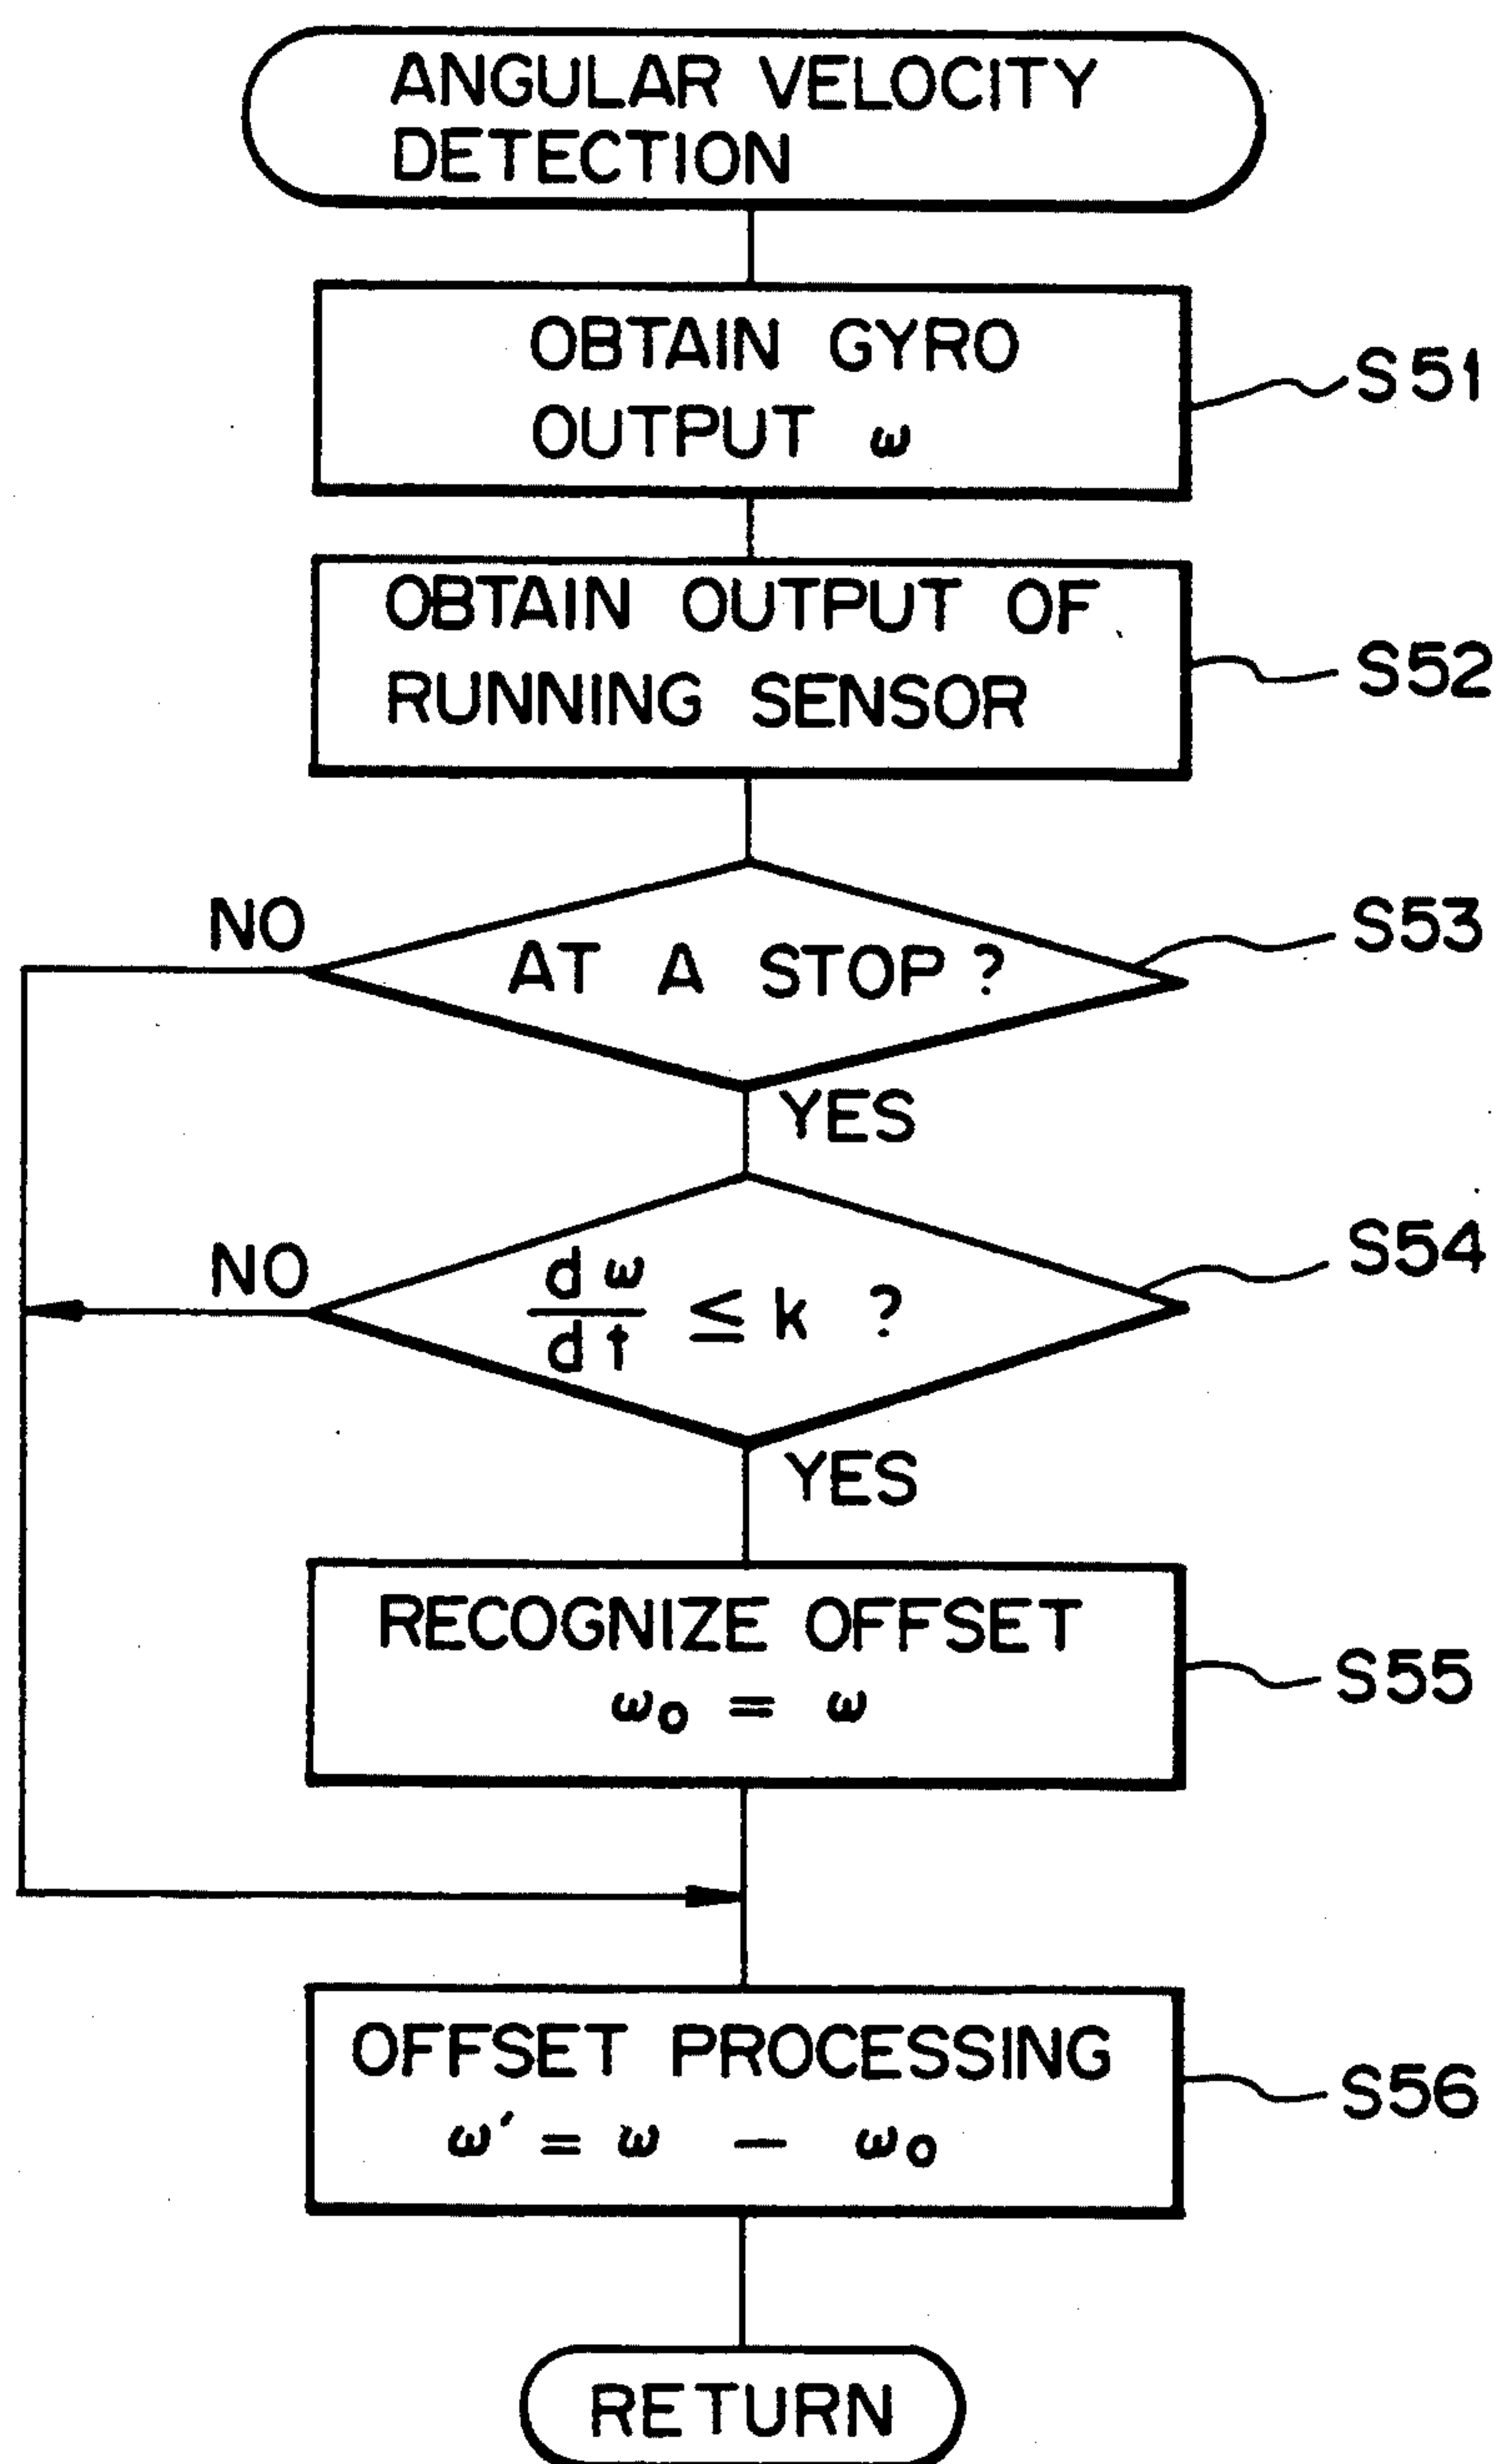 ANGULAR VELOCITY
DETECTION
OBTAIN GYRO
OUTPUT ω
S51
OBTAIN OUTPUT OF
RUNNING SENSOR
S52
NO
AT A STOP ?
S53
YES
NO
dω/dt ≤ k ?
S54
YES
RECOGNIZE OFFSET
ω₀ = ω
S55
OFFSET PROCESSING
ω′ = ω − ω₀
S56
RETURN